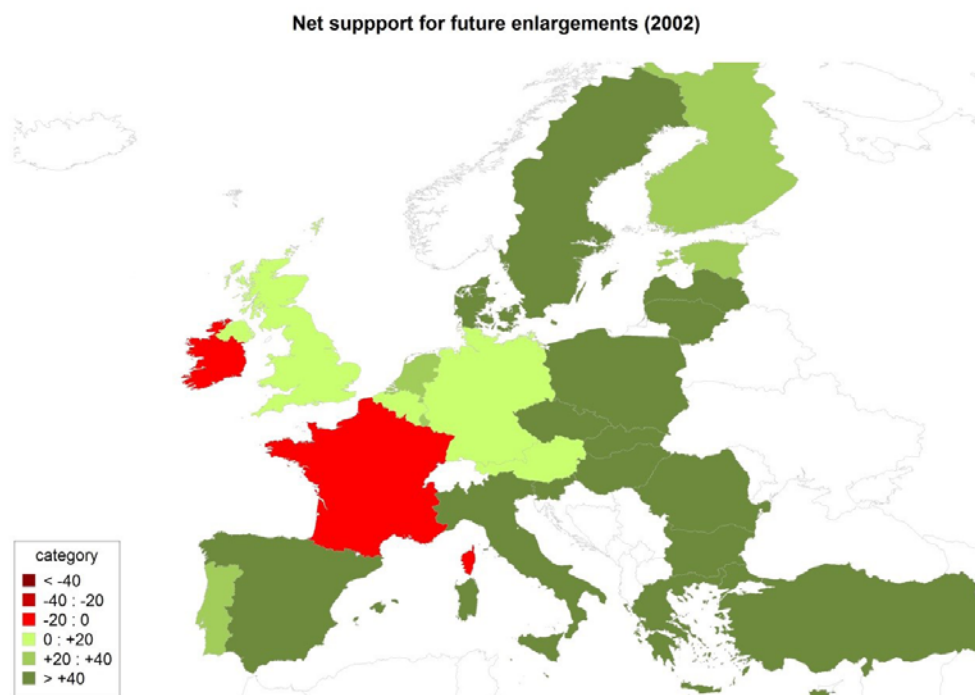 Net suppport for future enlargements (2002)
category
< -40
-40 : -20
-20 : 0
0 : +20
+20 : +40
> +40